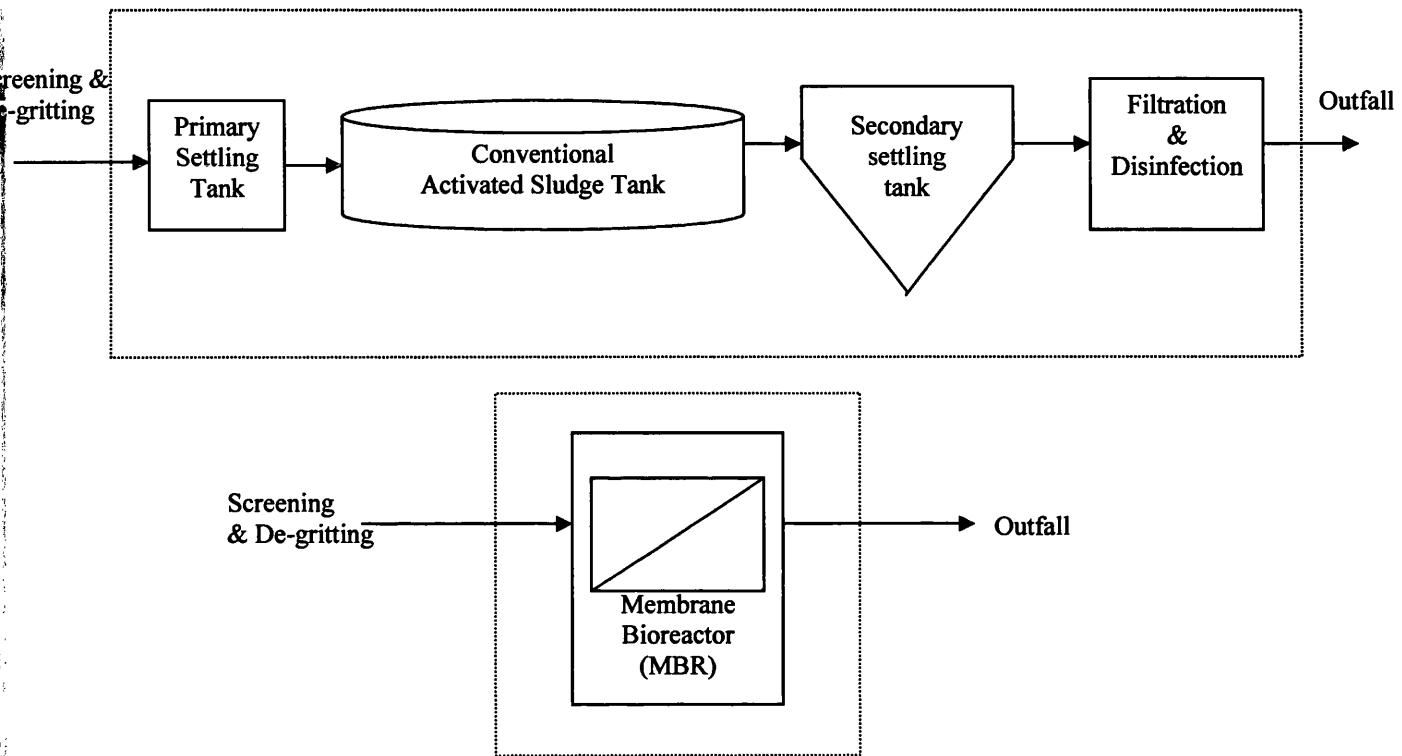 creening &
e-gritting
Primary
Settling
Tank
Conventional
Activated Sludge Tank
Secondary
settling
tank
Filtration
&
Disinfection
Outfall
Screening
& De-gritting
Membrane
Bioreactor
(MBR)
Outfall